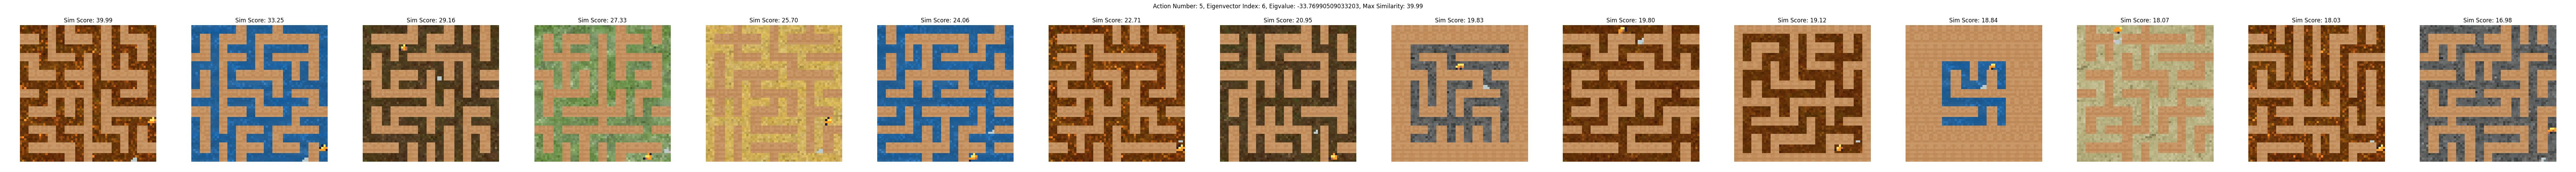 Action Number: 5, Eigenvector Index: 6, Eigvalue: -33.76990509033203, Max Similarity: 39.99
Sim Score: 39.99
Sim Score: 33.25
Sim Score: 29.16
Sim Score: 27.33
Sim Score: 25.70
Sim Score: 24.06
Sim Score: 22.71
Sim Score: 20.95
Sim Score: 19.83
Sim Score: 19.80
Sim Score: 19.12
Sim Score: 18.84
Sim Score: 18.07
Sim Score: 18.03
Sim Score: 16.98